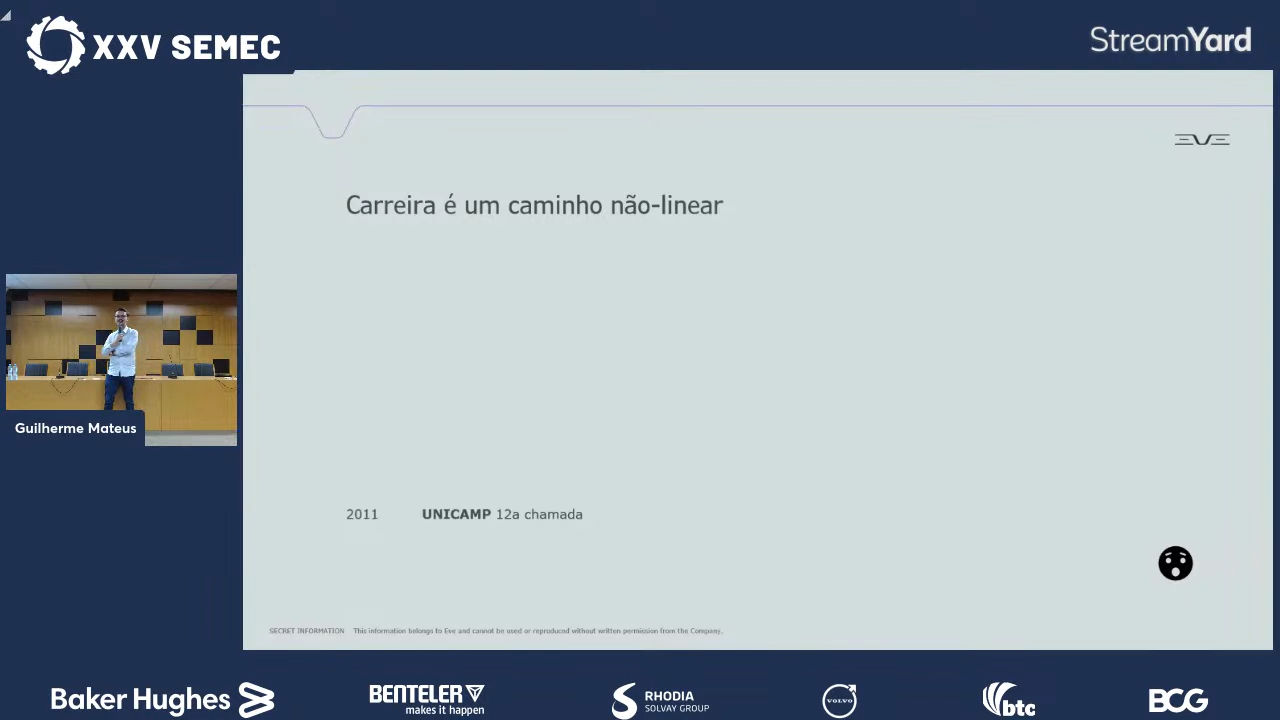 XXV SEMEC
StreamYard
EVE
Carreira é um caminho não-linear
Guilherme Mateus
2011 UNICAMP 12a chamada
SECRET INFORMATION This information belongs to Eve and cannot be used or reproduced without written permission from the Company.
Baker Hughes
BENTELER
makes it happen
RHODIA
SOLVAY GROUP
VOLVO
btc
BCG